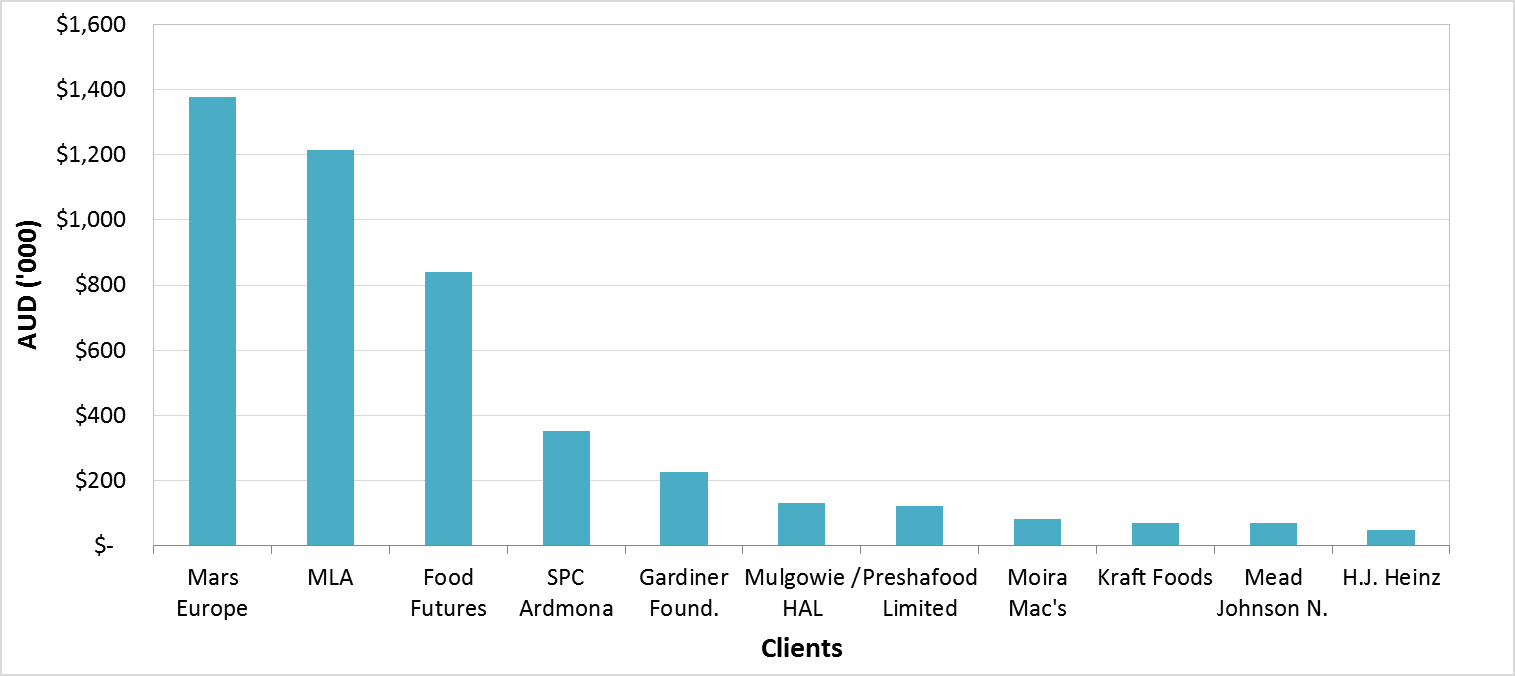 $1,600
$1,400
$1,200
$1,000
$800
$600
$400
$200
$-
AUD ('000)
Mars Europe
MLA
Food Futures
SPC Ardmona
Gardiner Found.
Mulgowie / HAL
Preshafood Limited
Moira Mac's
Kraft Foods
Mead Johnson N.
H.J. Heinz
Clients